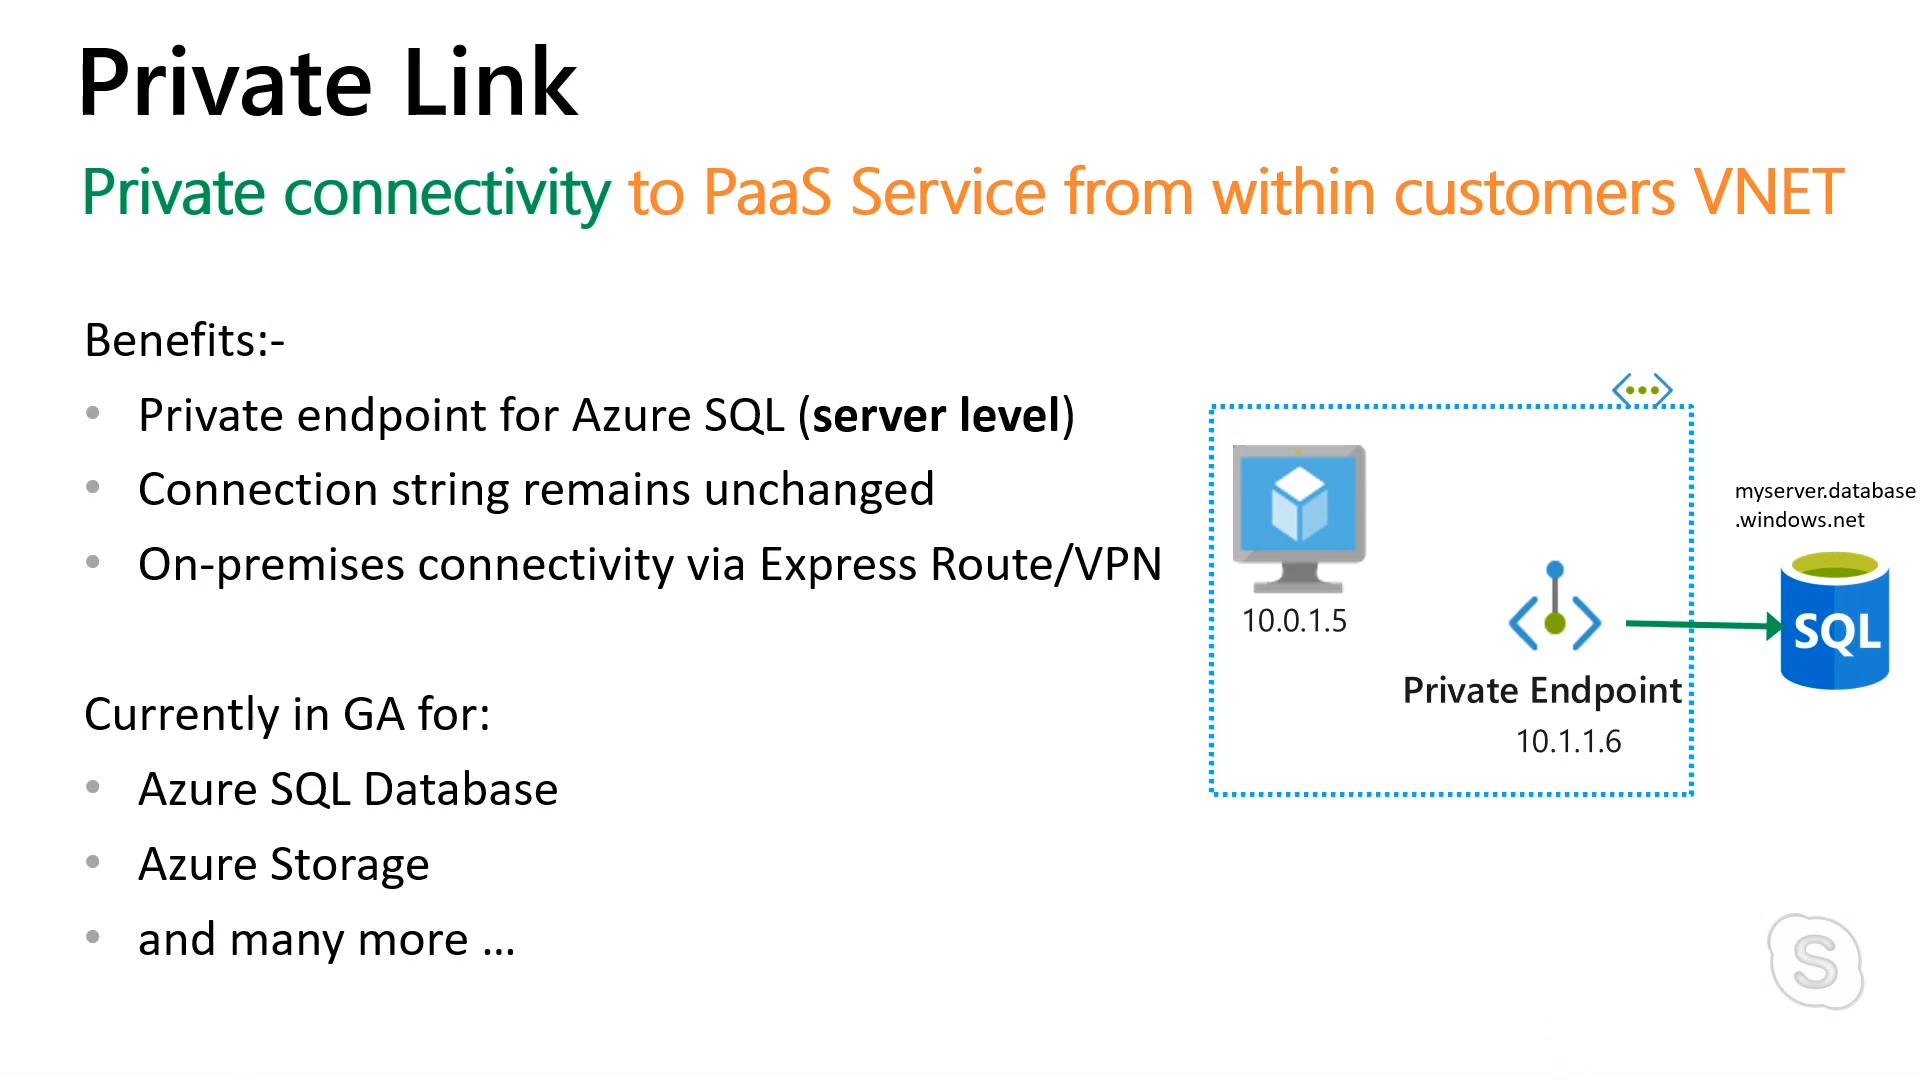 Private Link
Private connectivity to PaaS Service from within customers VNET
Benefits:-
• Private endpoint for Azure SQL (server level)
• Connection string remains unchanged
• On-premises connectivity via Express Route/VPN
Currently in GA for:
• Azure SQL Database
• Azure Storage
• and many more ...
10.0.1.5
Private Endpoint
10.1.1.6
myserver.database
.windows.net
SQL
S